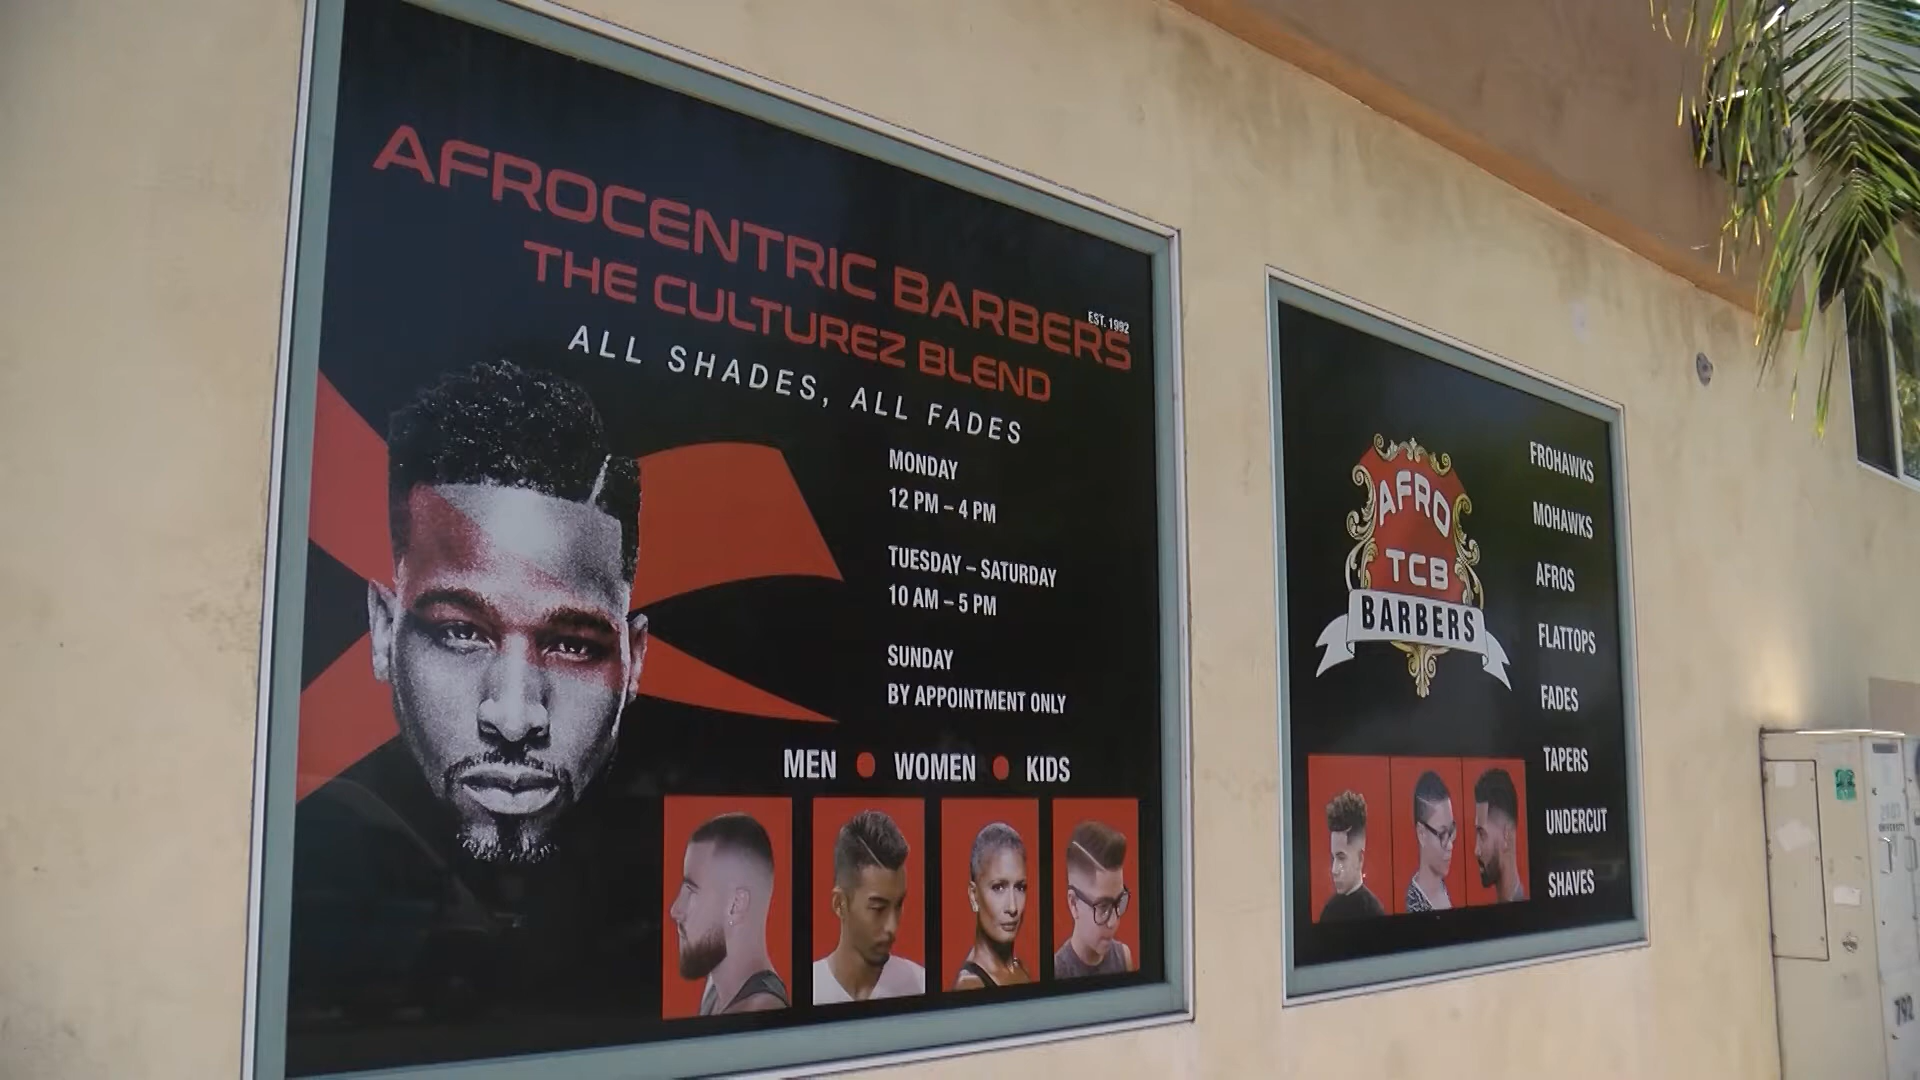 AFROCENTRIC BARBERS
EST. 1992
THE CULTUREZ BLEND
ALL SHADES, ALL FADES
MONDAY
12 PM – 4 PM
TUESDAY – SATURDAY
10 AM – 5 PM
SUNDAY
BY APPOINTMENT ONLY
MEN • WOMEN • KIDS
AFRO
TCB
BARBERS
FROHAWKS
MOHAWKS
AFROS
FLATTOPS
FADES
TAPERS
UNDERCUT
SHAVES
UNIVERSITY
792